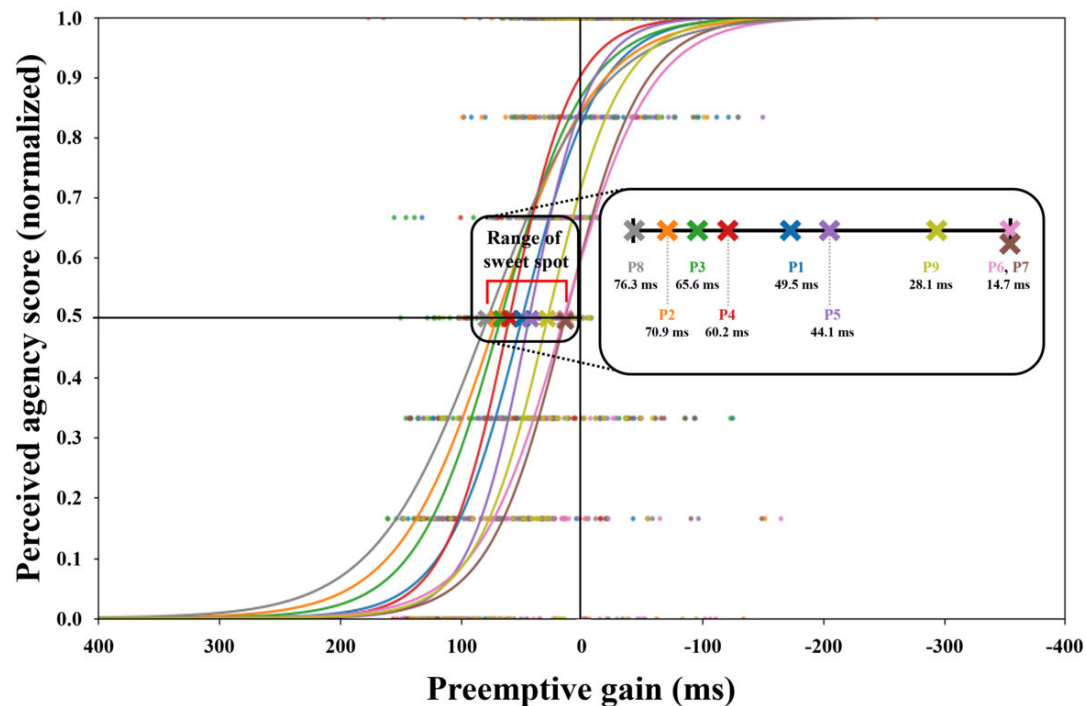 Perceived agency score (normalized)
1.0
0.9
0.8
0.7
0.6
0.5
0.4
0.3
0.2
0.1
0.0
Range of
sweet spot
P8 P3 P1 P9 P6, P7
76.3 ms 65.6 ms 49.5 ms 28.1 ms 14.7 ms
P2 P4 P5
70.9 ms 60.2 ms 44.1 ms
400 300 200 100 0 -100 -200 -300 -400
Preemptive gain (ms)